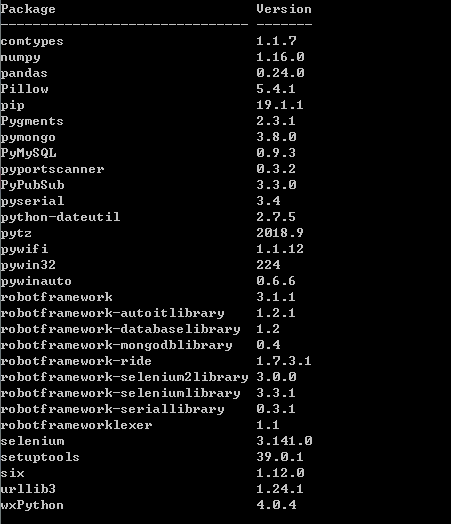 Package Version
------------------------------- -------
comtypes 1.1.7
numpy 1.16.0
pandas 0.24.0
Pillow 5.4.1
pip 19.1.1
Pygments 2.3.1
pymongo 3.8.0
PyMySQL 0.9.3
pyportscanner 0.3.2
PyPubSub 3.3.0
pyserial 3.4
python-dateutil 2.7.5
pytz 2018.9
pywifi 1.1.12
pywin32 224
pywinauto 0.6.6
robotframework 3.1.1
robotframework-autoitlibrary 1.2.1
robotframework-databaselibrary 1.2
robotframework-mongodblibrary 0.4
robotframework-ride 1.7.3.1
robotframework-selenium2library 3.0.0
robotframework-seleniumlibrary 3.3.1
robotframework-seriallibrary 0.3.1
robotframeworklexer 1.1
selenium 3.141.0
setuptools 39.0.1
six 1.12.0
urllib3 1.24.1
wxPython 4.0.4